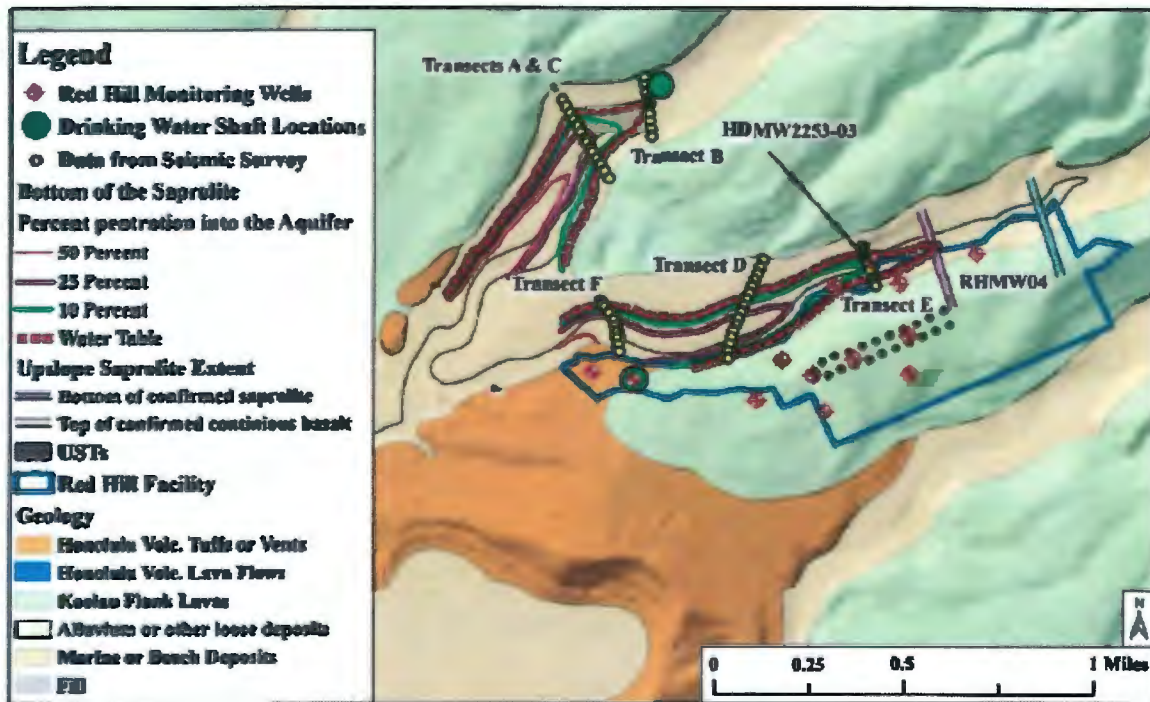 Legend
Red Hill Monitoring Wells
Drinking Water Shaft Locations
Data from Seismic Survey
Bottom of the Saprolite
Percent pentration into the Aquifer
50 Percent
25 Percent
10 Percent
Water Table
Upslope Saprolite Extent
Bottom of confirmed saprolite
Top of confirmed continious basalt
USTs
Red Hill Facility
Geology
Honolulu Volc. Tuffs or Vents
Honolulu Volc. Lava Flows
Koolau Flank Lavas
Alluvium or other loose deposits
Marine or Beach Deposits
Fill
Transects A & C
Transect B
HDMW2253-03
Transect D
Transect F
Transect E
RHMW04
N
0 0.25 0.5 1 Miles